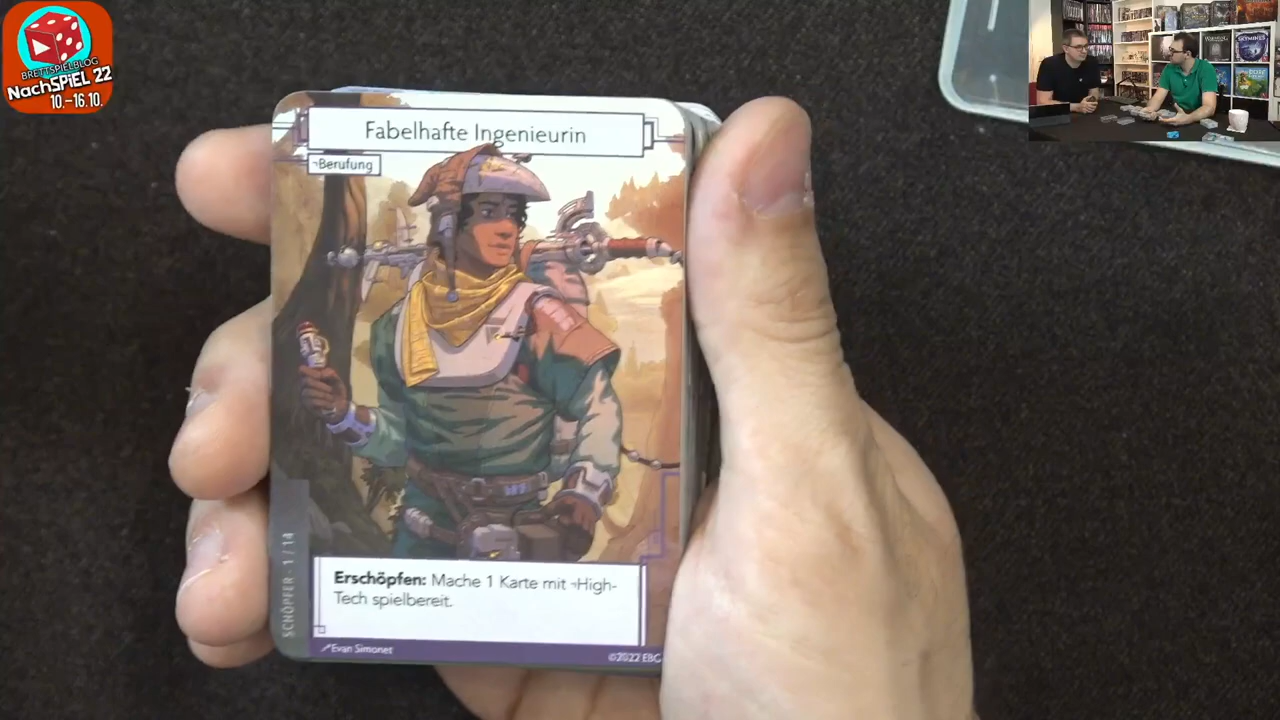 BRETTSPIELBLOG
NACHSPIEL 22
10.-16.10.
Fabelhafte Ingenieurin
¬Berufung
Erschöpfen: Mache 1 Karte mit ¬High-
Tech spielbereit.
SCHÖPFER - 1 / 14
Evan Simonet
©2022 EBG
SKYMINES